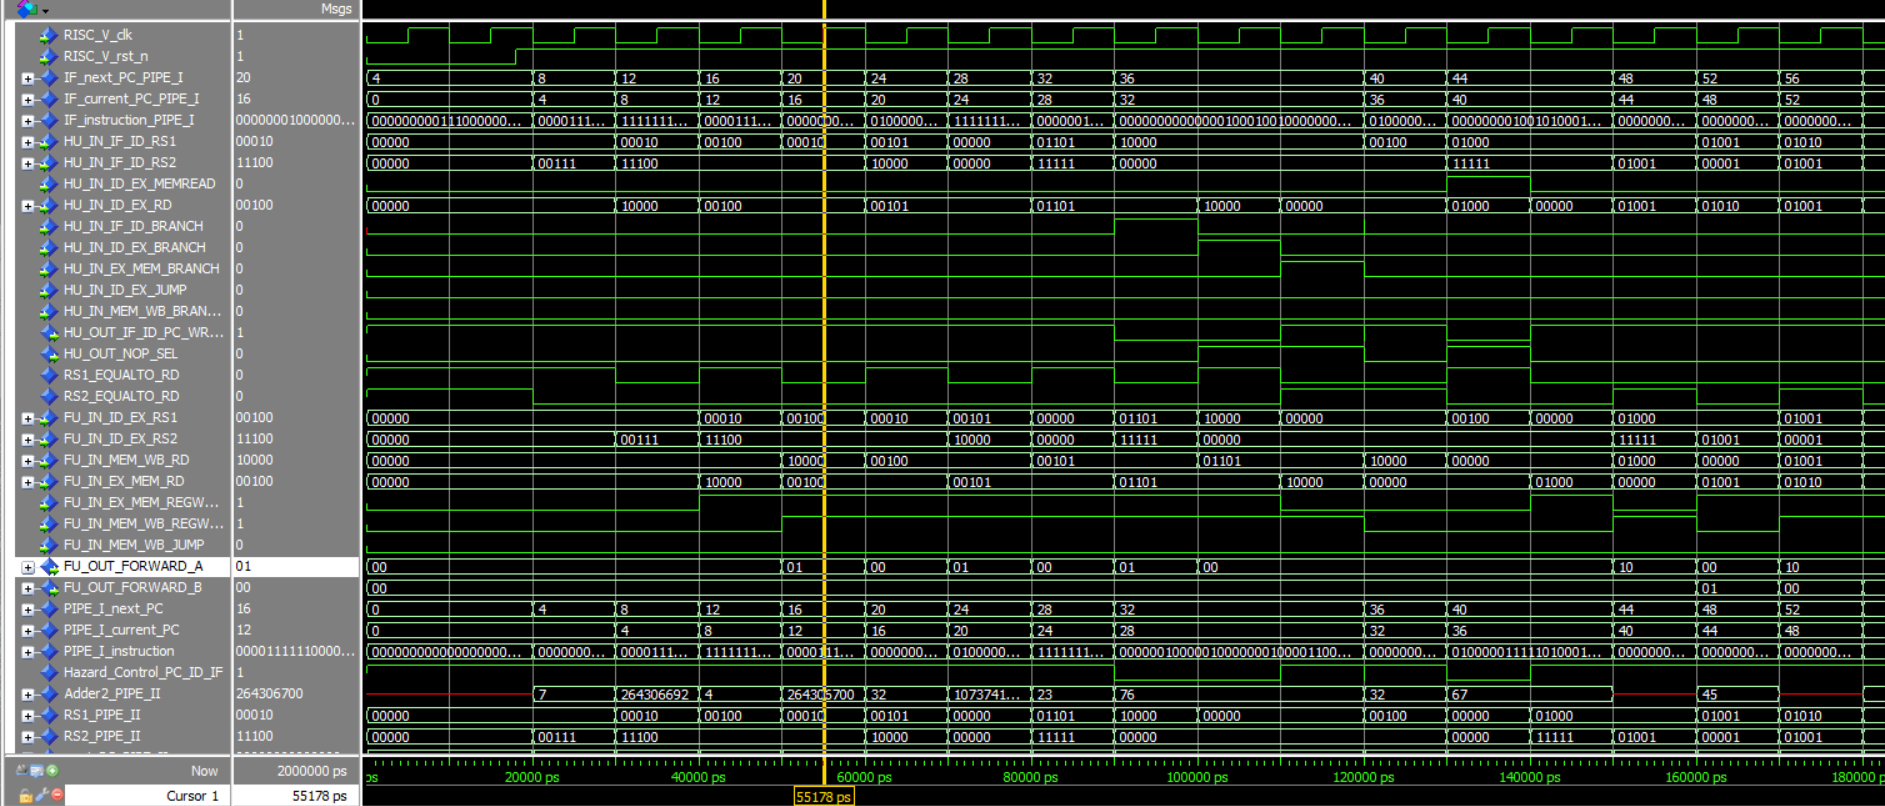 Msgs
RISC_V_clk 1
RISC_V_rst_n 1
IF_next_PC_PIPE_I 20 4 8 12 16 20 24 28 32 36 40 44 48 52 56
IF_current_PC_PIPE_I 16 0 4 8 12 16 20 24 28 32 36 40 44 48 52
IF_instruction_PIPE_I 00000001000000... 000000000111000000... 0000111... 1111111... 0000111... 0000000... 0100000... 1111111... 0000001... 0100000... 0000000... 0000000... 0000000...
HU_IN_IF_ID_RS1 00010 00000 00010 00100 00010 00101 00000 01101 10000 00100 01000 01001 01010
HU_IN_IF_ID_RS2 11100 00000 00111 11100 10000 00000 11111 00000 11111 01001 00001 01001
HU_IN_ID_EX_MEMREAD 0
HU_IN_ID_EX_RD 00100 00000 10000 00100 00101 01101 10000 00000 01000 00000 01001 01010 01001
HU_IN_IF_ID_BRANCH 0
HU_IN_ID_EX_BRANCH 0
HU_IN_EX_MEM_BRANCH 0
HU_IN_ID_EX_JUMP 0
HU_IN_MEM_WB_BRAN... 0
HU_OUT_IF_ID_PC_WR... 1
HU_OUT_NOP_SEL 0
RS1_EQUALTO_RD 0
RS2_EQUALTO_RD 0
FU_IN_ID_EX_RS1 00100 00000 00010 00100 00010 00101 00000 01101 10000 00000 00100 00000 01000 01001
FU_IN_ID_EX_RS2 11100 00000 00111 11100 10000 00000 11111 00000 11111 01001 00001
FU_IN_MEM_WB_RD 10000 00000 10000 00100 00101 01101 10000 00000 01000 00000 01001
FU_IN_EX_MEM_RD 00100 00000 10000 00100 00101 01101 10000 00000 01000 00000 01001 01010
FU_IN_EX_MEM_REGW... 1
FU_IN_MEM_WB_REGW... 1
FU_IN_MEM_WB_JUMP 0
FU_OUT_FORWARD_A 01 00 01 00 01 00 01 00 10 00 10
FU_OUT_FORWARD_B 00 00 01 00
PIPE_I_next_PC 16 0 4 8 12 16 20 24 28 32 36 40 44 48 52
PIPE_I_current_PC 12 0 4 8 12 16 20 24 28 32 36 40 44 48
PIPE_I_instruction 00001111110000... 000000000000000000... 0000000... 0000111... 1111111... 0000111... 0000000... 0100000... 1111111... 0000000... 0000000... 0000000... 0000000...
Hazard_Control_PC_ID_IF 1
Adder2_PIPE_II 264306700 7 264306692 4 264306700 32 1073741... 23 76 32 67 45
RS1_PIPE_II 00010 00000 00010 00100 00010 00101 00000 01101 10000 00000 00100 00000 01000 01001 01010
RS2_PIPE_II 11100 00000 00111 11100 10000 00000 11111 00000 00000 11111 01001 00001 01001
Now 2000000 ps 20000 ps 40000 ps 60000 ps 80000 ps 100000 ps 120000 ps 140000 ps 160000 ps
Cursor 1 55178 ps 55178 ps